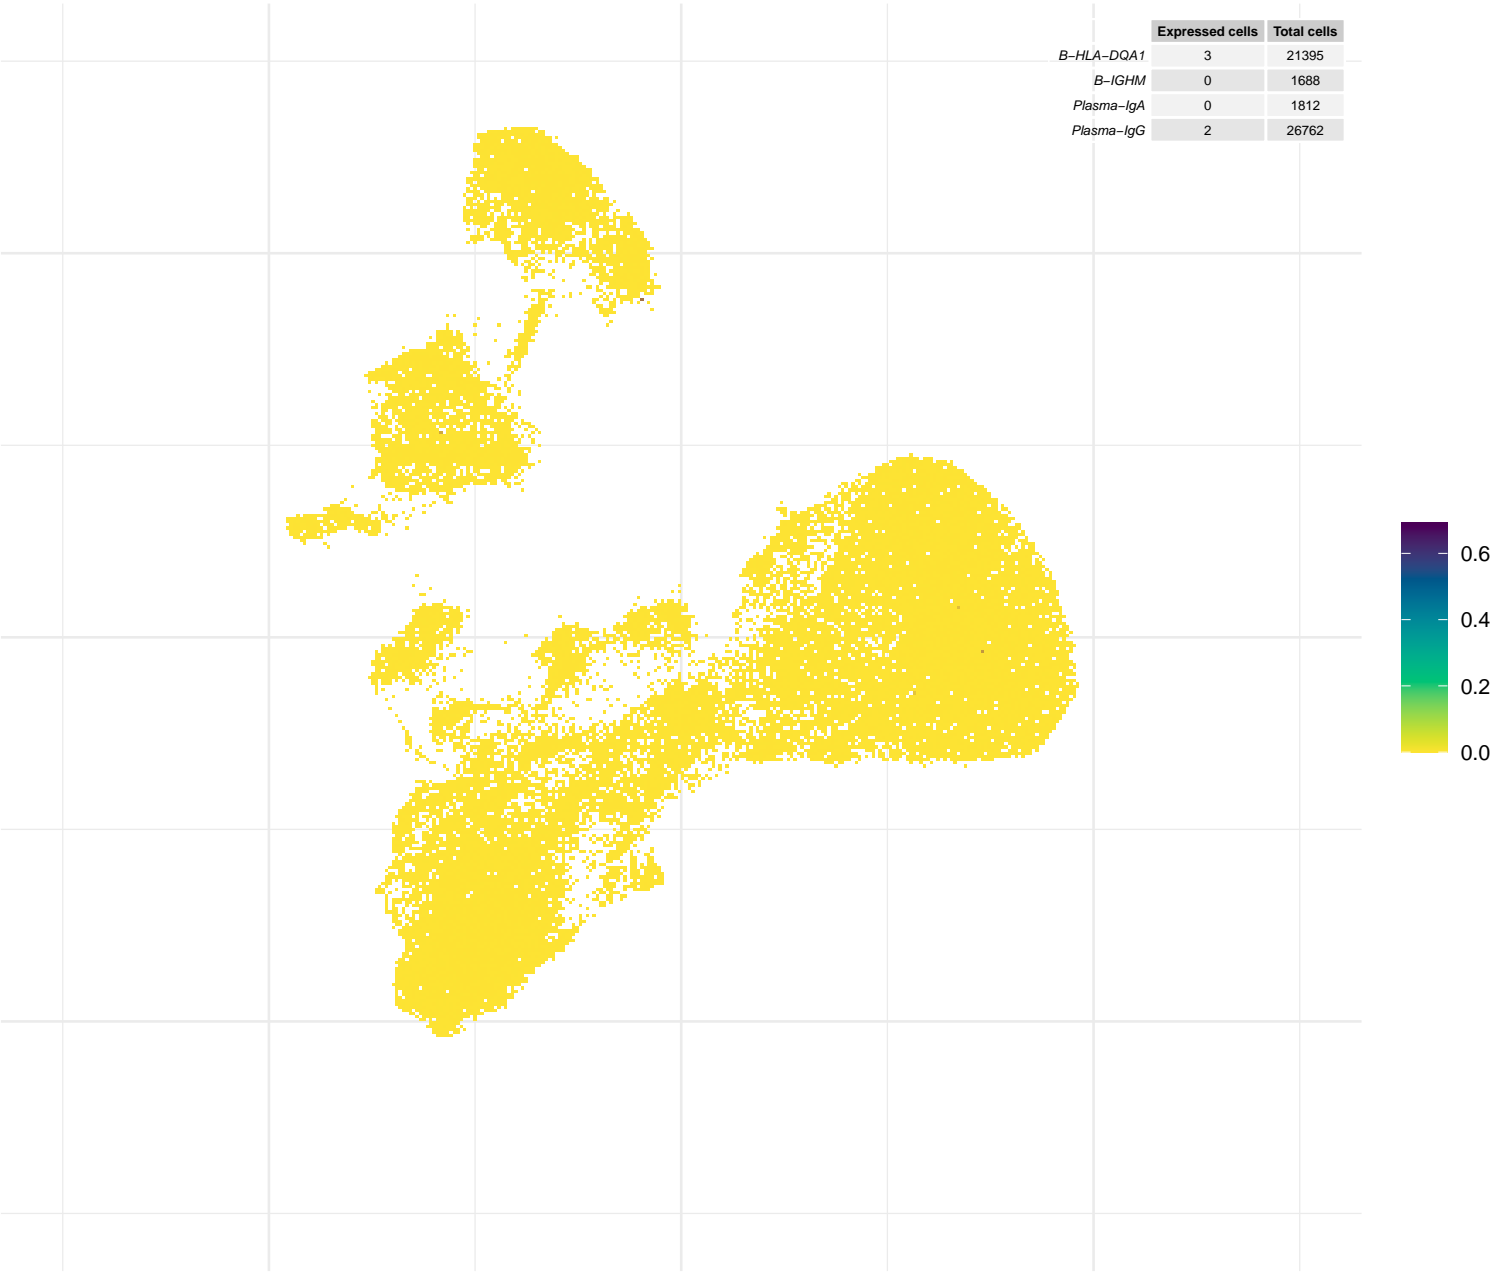 Expressed cells Total cells
B−HLA−DQA1 3 21395
B−IGHM 0 1688
Plasma−IgA 0 1812
Plasma−IgG 2 26762
0.6
0.4
0.2
0.0